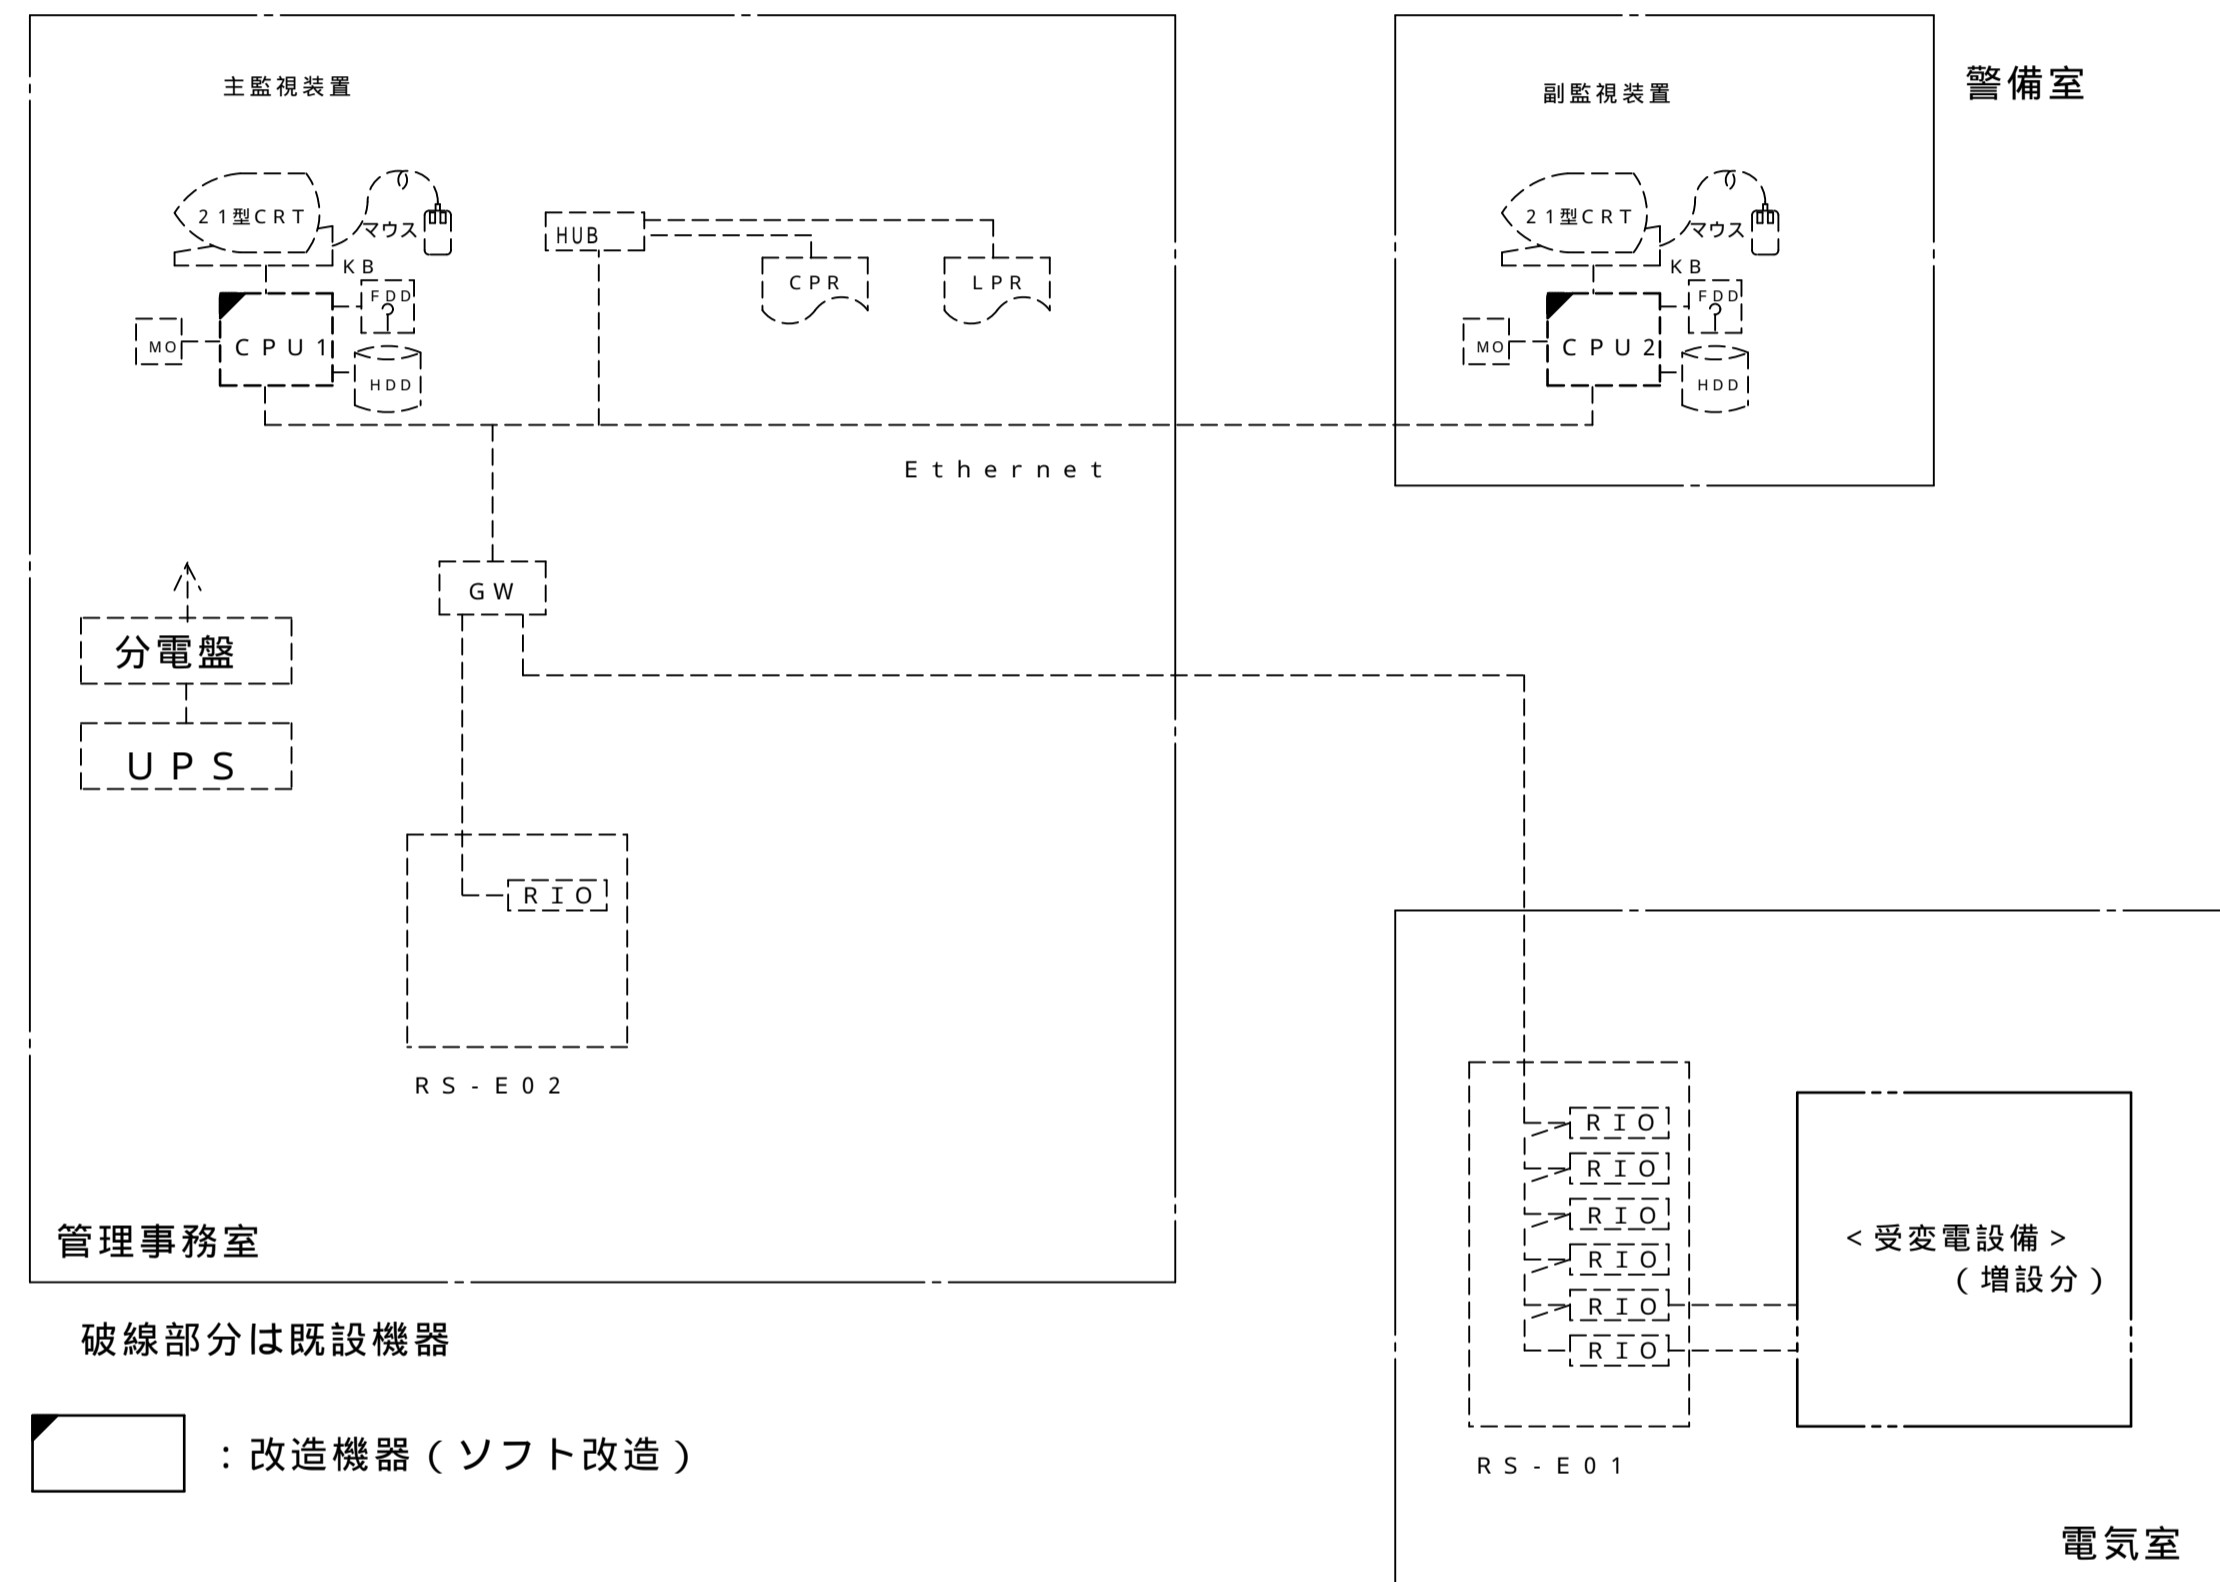 主監視装置
21型CRT
マウス
KB
FDD
MO
CPU1
HDD
HUB
CPR
LPR
Ethernet
副監視装置
警備室
21型CRT
マウス
KB
FDD
MO
CPU2
HDD
GW
分電盤
UPS
RIO
RS-E02
管理事務室
RIO
RIO
RIO
RIO
RIO
RIO
RS-E01
<受変電設備>
(増設分)
電気室
破線部分は既設機器
:改造機器(ソフト改造)